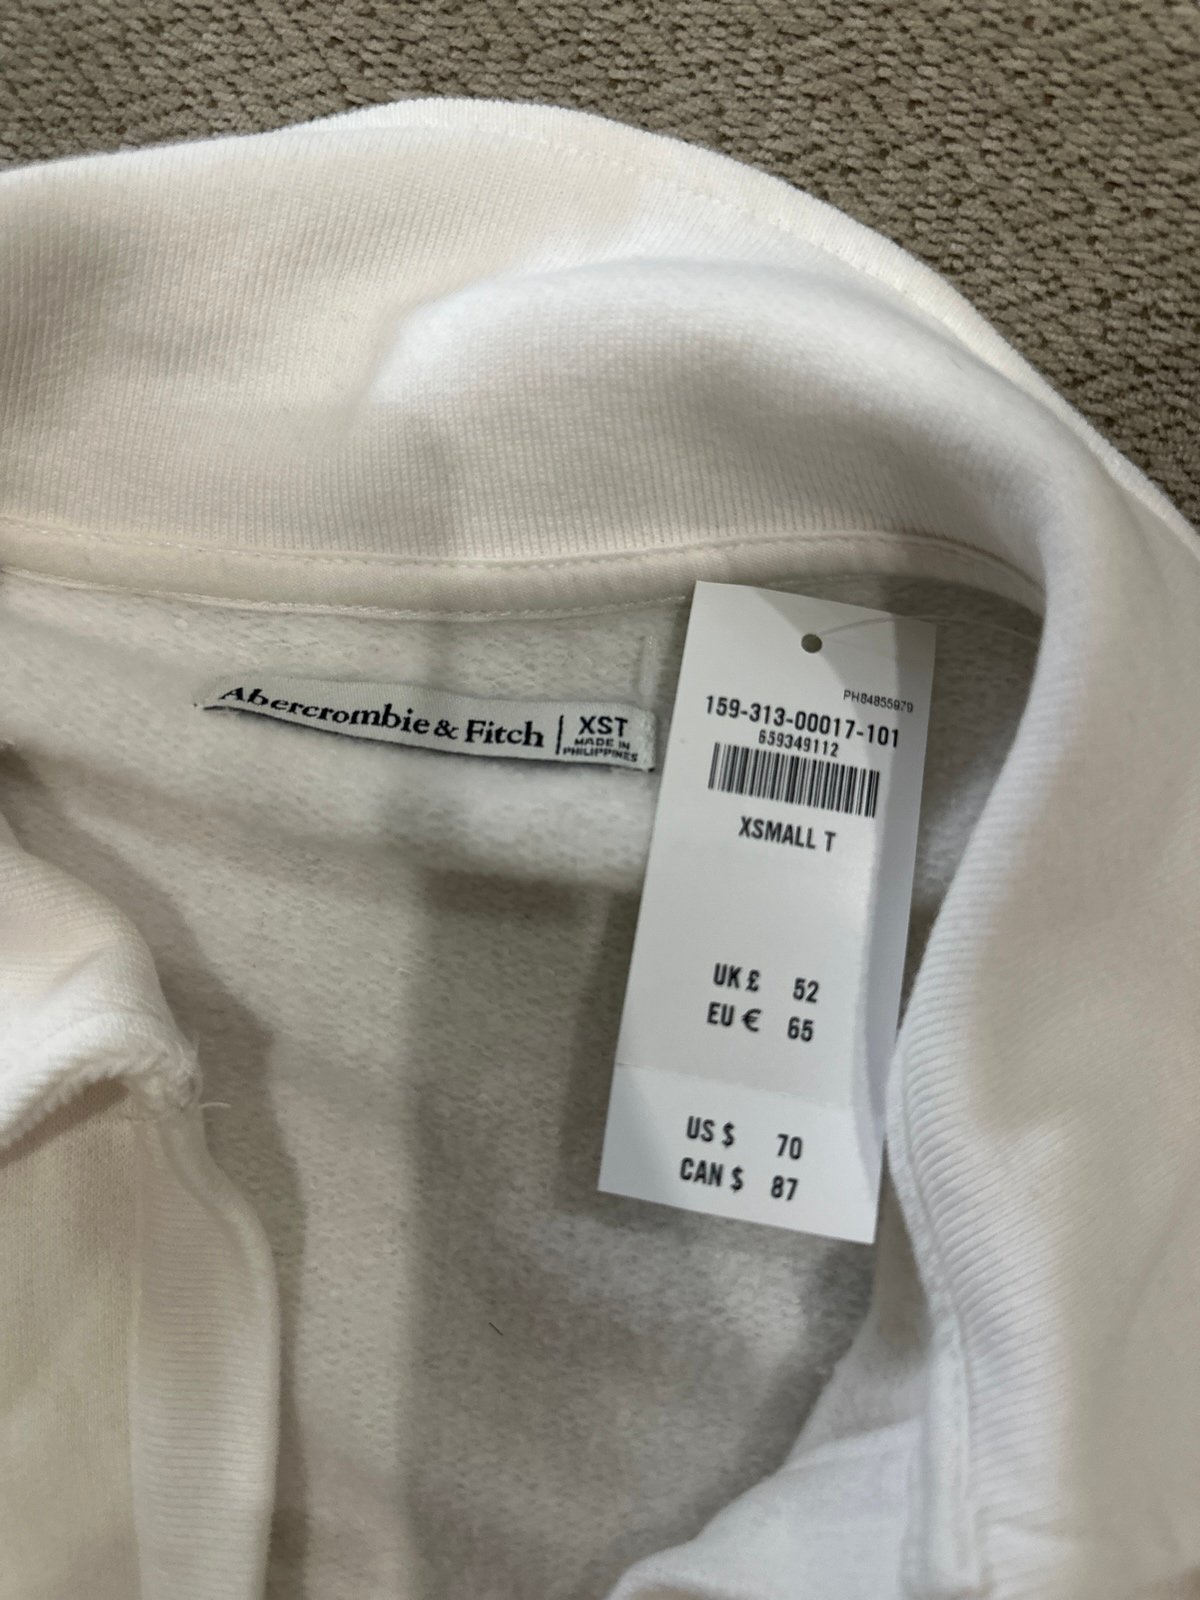 Abercrombie & Fitch | XST
MADE IN
PHILIPPINES
PH84855979
159-313-00017-101
659349112
XSMALL T
UK £ 52
EU € 65
US $ 70
CAN $ 87